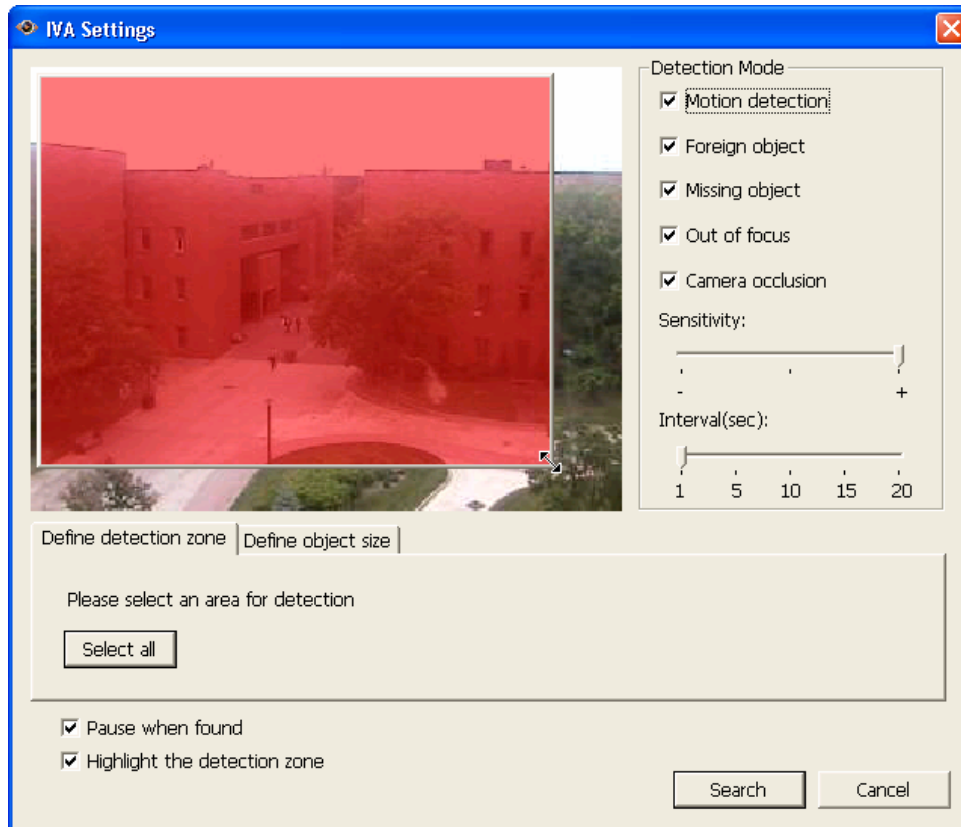 IVA Settings
Detection Mode
Motion detection
Foreign object
Missing object
Out of focus
Camera occlusion
Sensitivity:
- +
Interval(sec):
1 5 10 15 20
Define detection zone Define object size
Please select an area for detection
Select all
Pause when found
Highlight the detection zone
Search Cancel